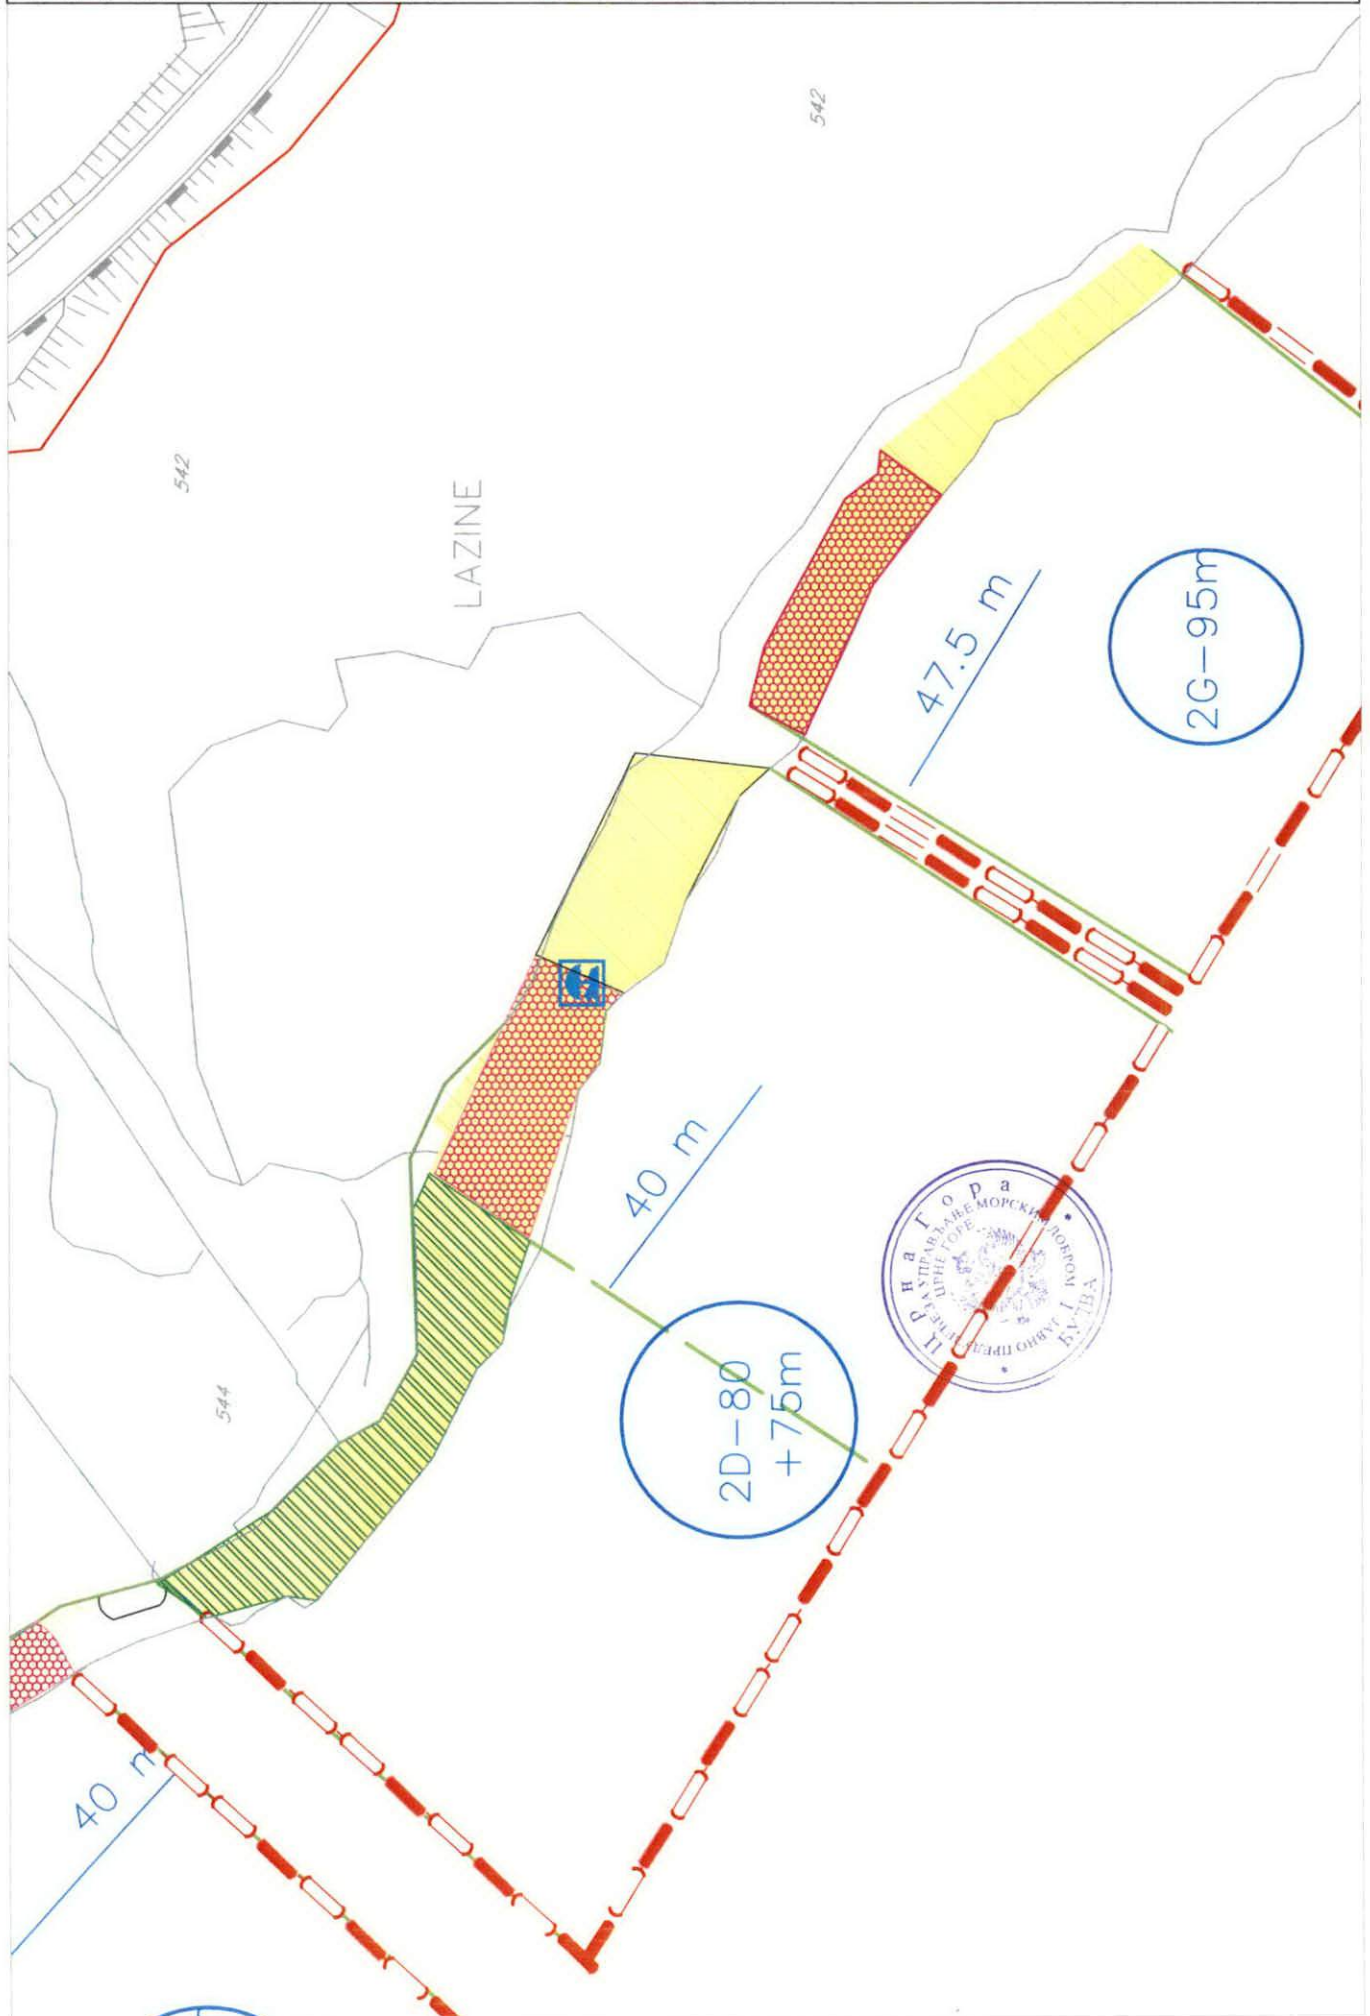 542
542
LAZINE
47.5 m
2G-95m
40 m
2D-80
+75m
544
40 m
Црна Гора
ЈАВНО ПРЕДУЗЕЋЕ ЗА УПРАВЉАЊЕ МОРСКИМ ДОБРОМ
ЦРНЕ ГОРЕ
1
БУДВА